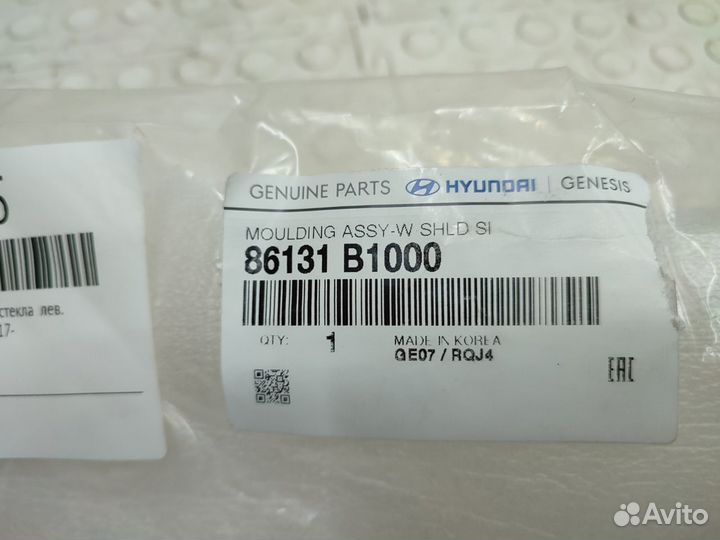 5
стекла лев.
17-
GENUINE PARTS HYUNDAI GENESIS
MOULDING ASSY-W SHLD SI
86131 B1000
QTY: 1 MADE IN KOREA
GE07 / RQJ4
EAC
Avito